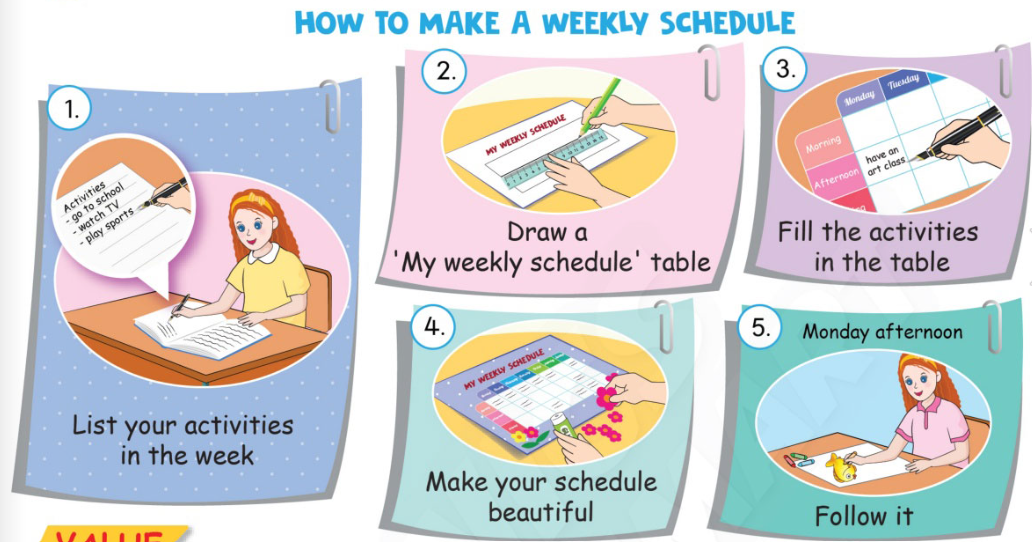 HOW TO MAKE A WEEKLY SCHEDULE
1.
Activities
- go to school
- watch TV
- play sports
List your activities
in the week
2.
MY WEEKLY SCHEDULE
Draw a
'My weekly schedule' table
3.
Monday Tuesday
Morning
Afternoon
have an
art class
Fill the activities
in the table
4.
MY WEEKLY SCHEDULE
Make your schedule
beautiful
5.
Monday afternoon
Follow it
VALUE